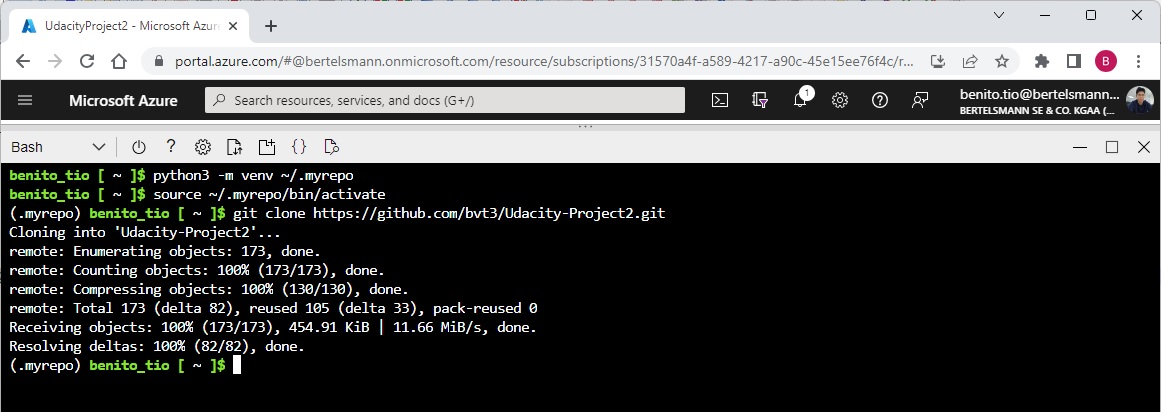 UdacityProject2 - Microsoft Azure
portal.azure.com/#@bertelsmann.onmicrosoft.com/resource/subscriptions/31570a4f-a589-4217-a90c-45e15ee76f4c/r...
B
Microsoft Azure
Search resources, services, and docs (G+/)
1
benito.tio@bertelsmann...
BERTELSMANN SE & CO. KGAA (...
Bash
benito_tio [ ~ ]$ python3 -m venv ~/.myrepo
benito_tio [ ~ ]$ source ~/.myrepo/bin/activate
(.myrepo) benito_tio [ ~ ]$ git clone https://github.com/bvt3/Udacity-Project2.git
Cloning into 'Udacity-Project2'...
remote: Enumerating objects: 173, done.
remote: Counting objects: 100% (173/173), done.
remote: Compressing objects: 100% (130/130), done.
remote: Total 173 (delta 82), reused 105 (delta 33), pack-reused 0
Receiving objects: 100% (173/173), 454.91 KiB | 11.66 MiB/s, done.
Resolving deltas: 100% (82/82), done.
(.myrepo) benito_tio [ ~ ]$